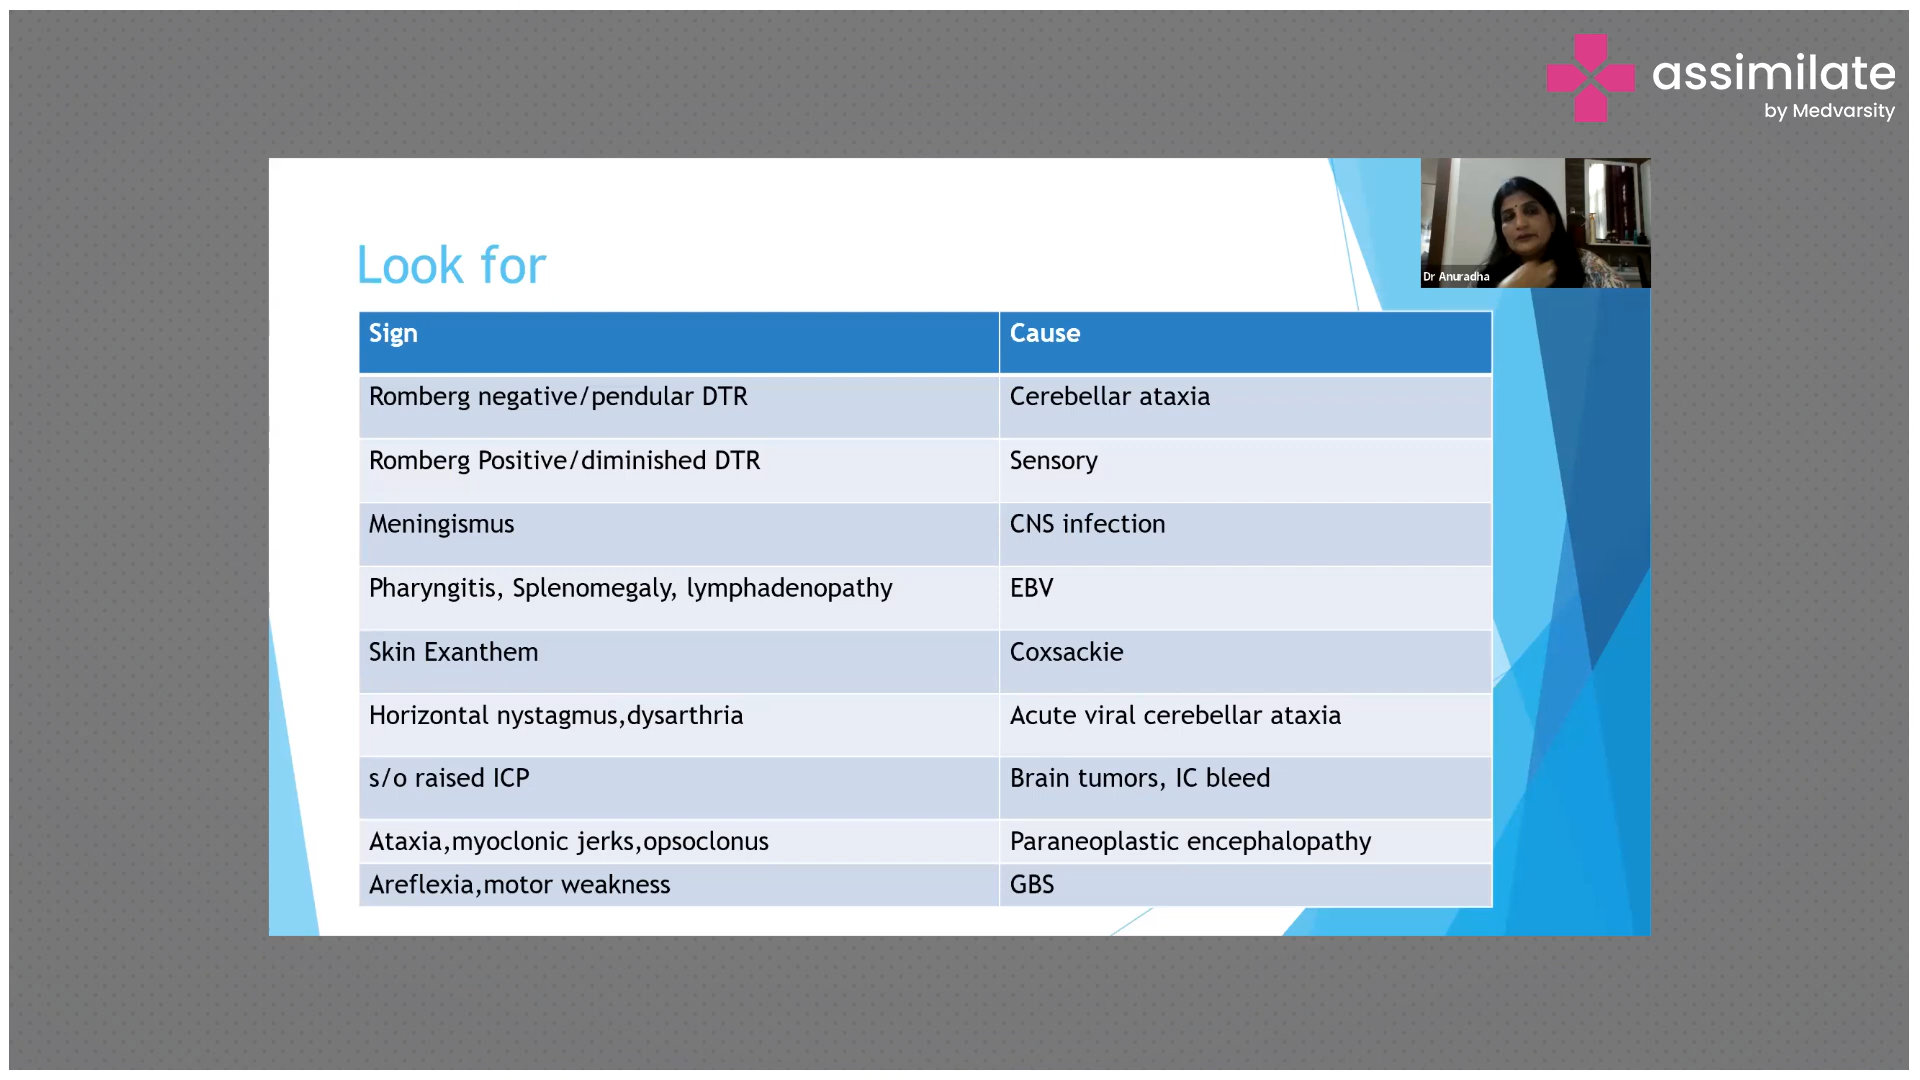 assimilate
by Medvarsity
Dr Anuradha
Look for
Sign Cause
Romberg negative/pendular DTR Cerebellar ataxia
Romberg Positive/diminished DTR Sensory
Meningismus CNS infection
Pharyngitis, Splenomegaly, lymphadenopathy EBV
Skin Exanthem Coxsackie
Horizontal nystagmus,dysarthria Acute viral cerebellar ataxia
s/o raised ICP Brain tumors, IC bleed
Ataxia,myoclonic jerks,opsoclonus Paraneoplastic encephalopathy
Areflexia,motor weakness GBS